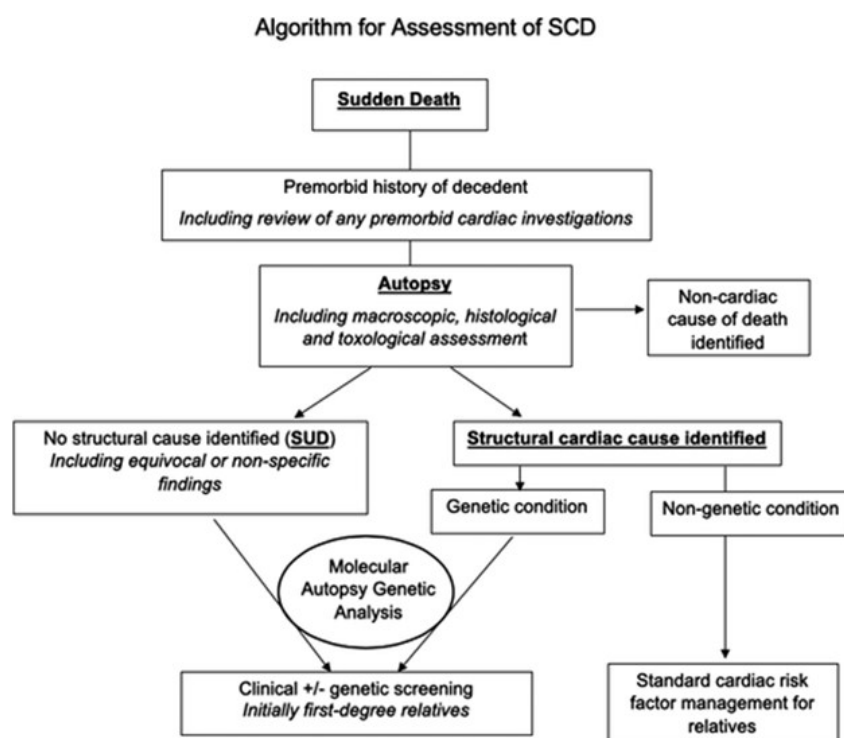 Algorithm for Assessment of SCD
Sudden Death
Premorbid history of decedent
Including review of any premorbid cardiac investigations
Autopsy
Including macroscopic, histological
and toxological assessment
Non-cardiac
cause of death
identified
No structural cause identified (SUD)
Including equivocal or non-specific
findings
Structural cardiac cause identified
Genetic condition
Non-genetic condition
Molecular
Autopsy Genetic
Analysis
Clinical +/- genetic screening
Initially first-degree relatives
Standard cardiac risk
factor management for
relatives